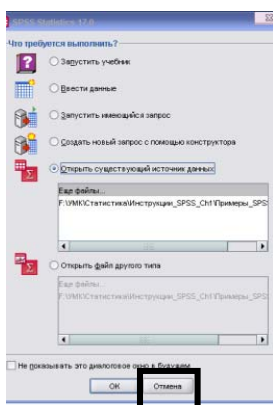 SPSS Statistics 17.0
Что требуется выполнить?
Запустить учебник
Ввести данные
Запустить имеющийся запрос
Создать новый запрос с помощью конструктора
Открыть существующий источник данных
Еще файлы...
F:\УМК\Статистика\Инструкции_SPSS_Ch1\Примеры_SPS
Открыть файл другого типа
Еще файлы...
F:\УМК\Статистика\Инструкции_SPSS_Ch1\Примеры_SPS
Не показывать это диалоговое окно в будущем
OK
Отмена